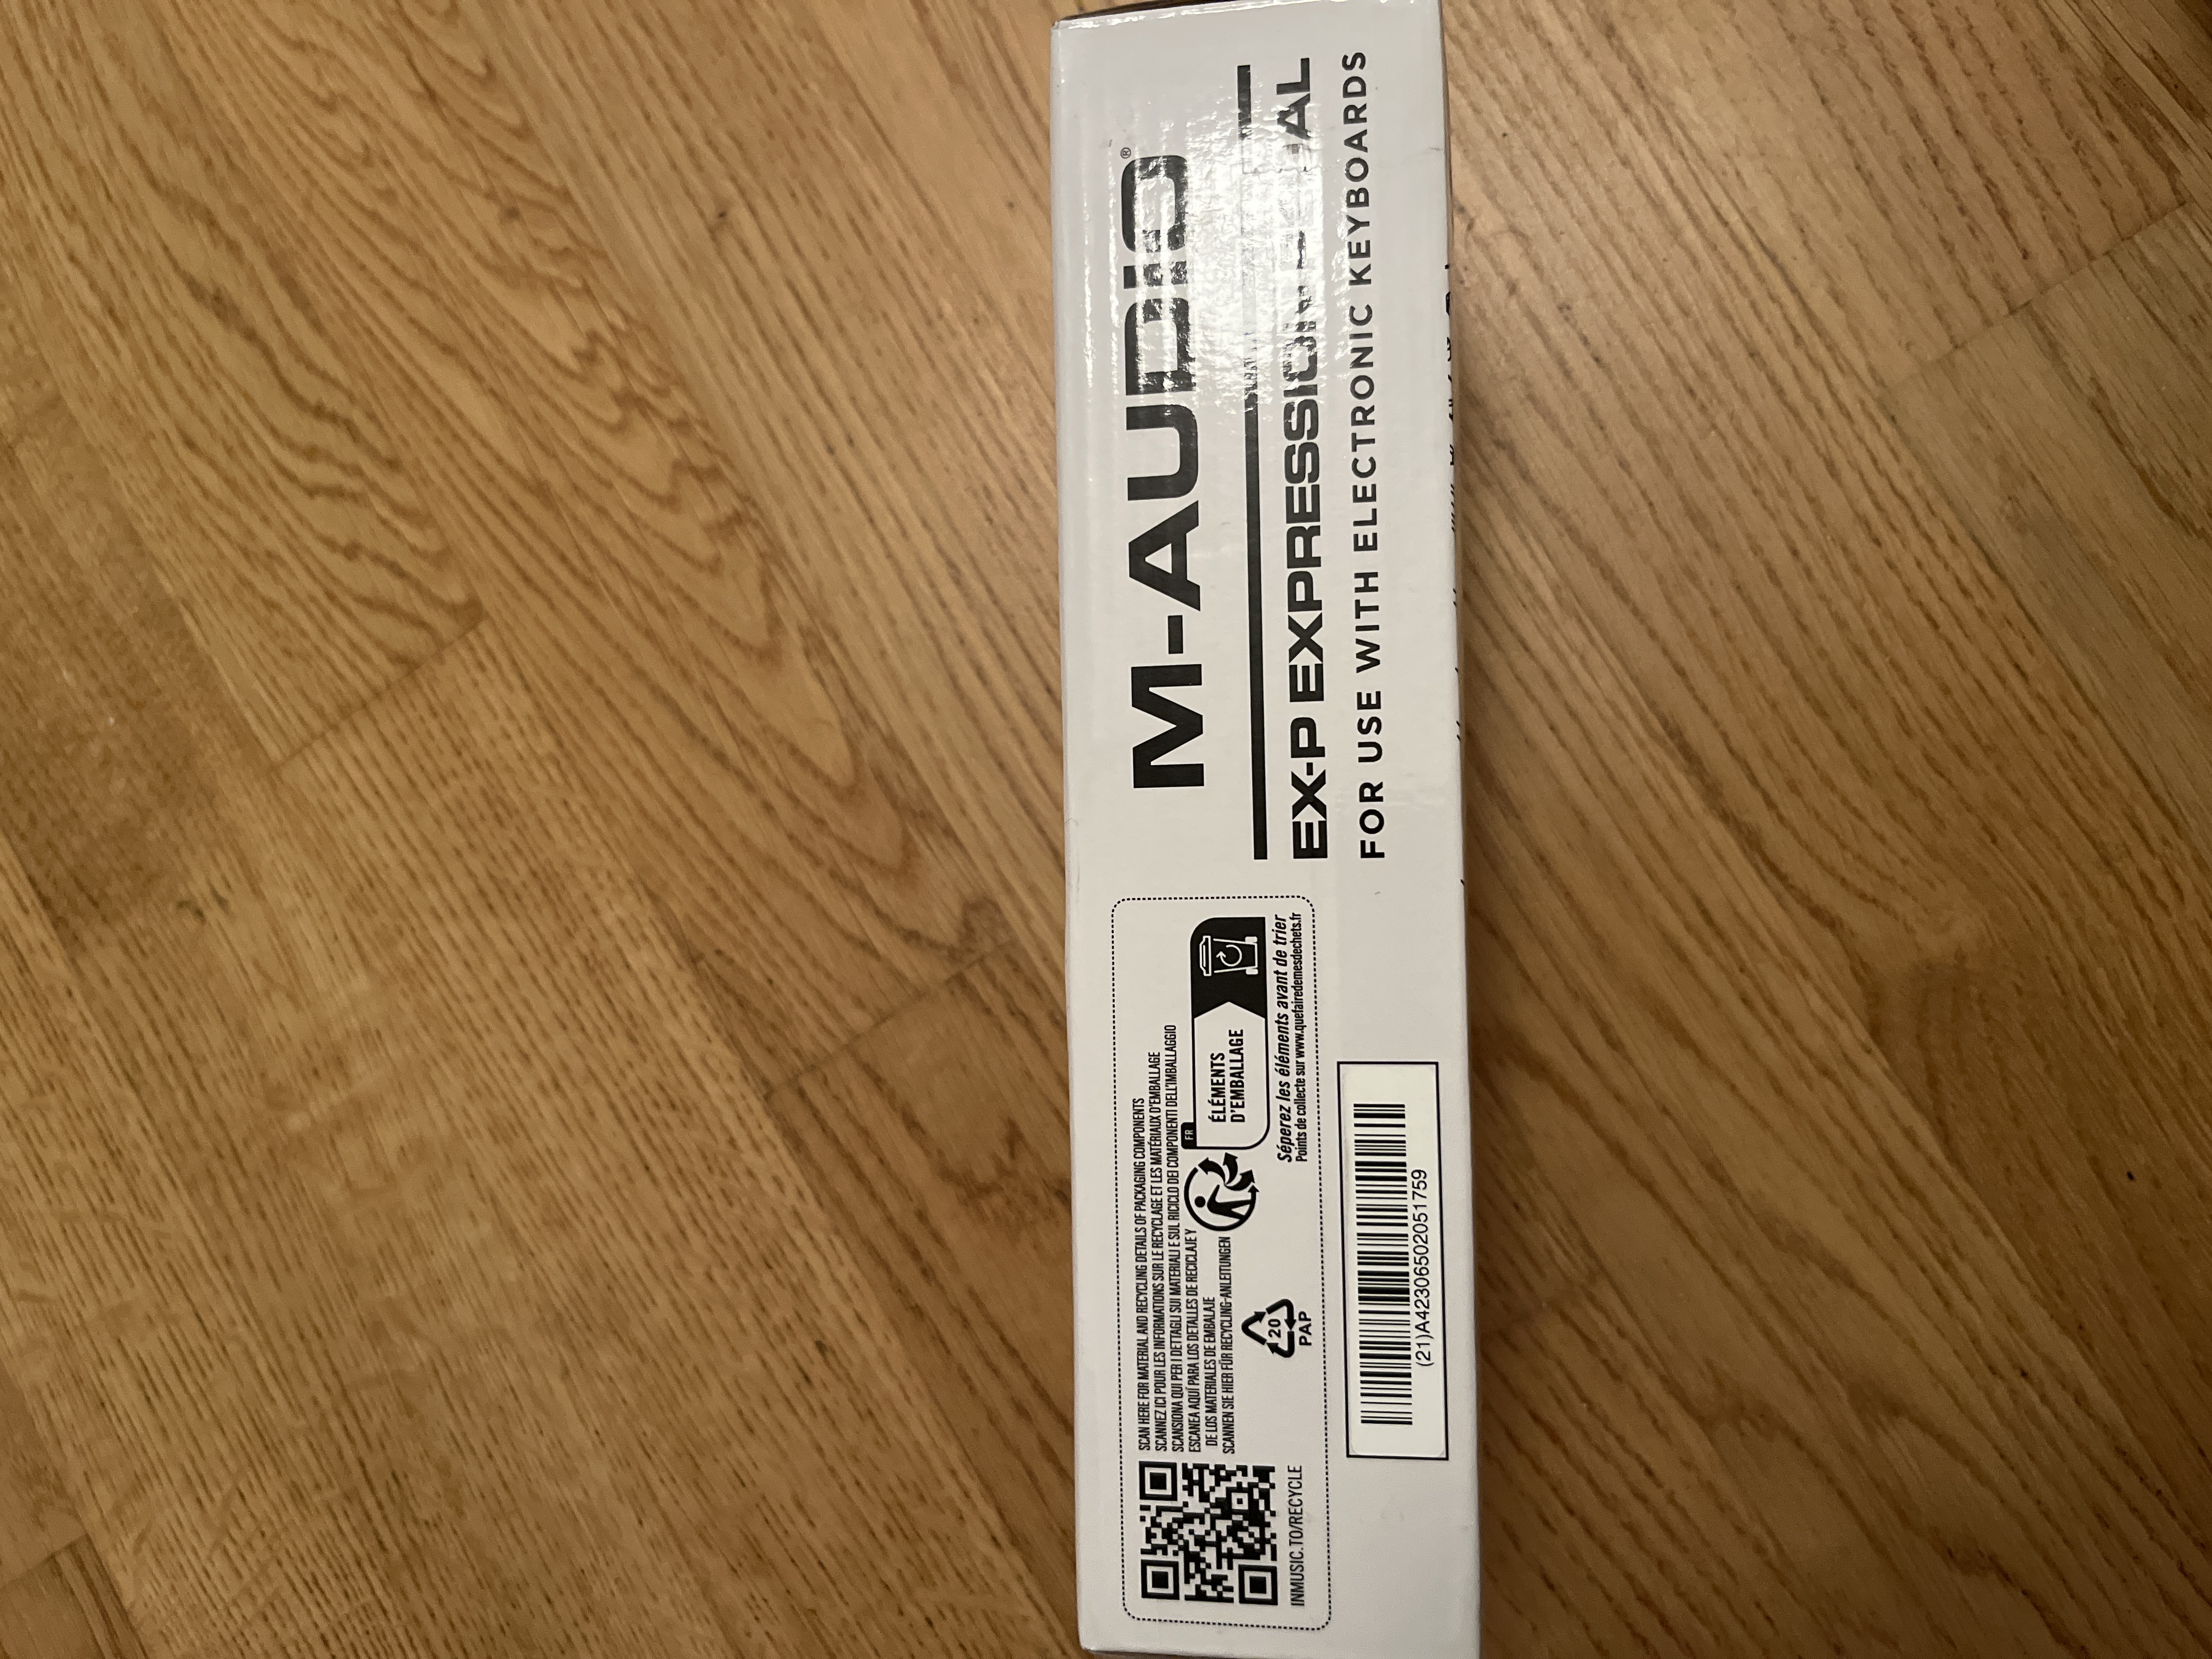 M-AUDIO®
EX-P EXPRESSION PEDAL
FOR USE WITH ELECTRONIC KEYBOARDS
SCAN HERE FOR MATERIAL AND RECYCLING DETAILS OF PACKAGING COMPONENTS
SCANNEZ ICI POUR LES INFORMATIONS SUR LE RECYCLAGE ET LES MATÉRIAUX D'EMBALLAGE
SCANSIONA QUI PER I DETTAGLI SUI MATERIALI E SUL RICICLO DEI COMPONENTI DELL'IMBALLAGGIO
ESCANEA AQUÍ PARA LOS DETALLES DE RECICLAJE Y
DE LOS MATERIALES DE EMBALAJE
SCANNEN SIE HIER FÜR RECYCLING-ANLEITUNGEN
INMUSIC.TO/RECYCLE
20
PAP
FR
ÉLÉMENTS
D'EMBALLAGE
Séperez les éléments avant de trier
Points de collecte sur www.quefairedemesdechets.fr
(21)A42306502051759